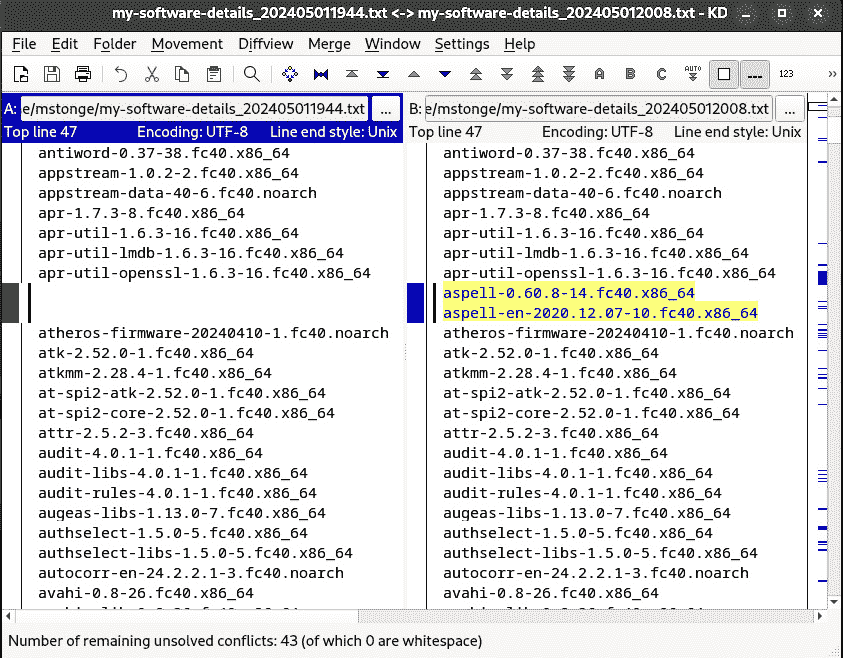 my-software-details_202405011944.txt <-> my-software-details_202405012008.txt - KD
File Edit Folder Movement Diffview Merge Window Settings Help
A B C AUTO 123 »
A: e/mstonge/my-software-details_202405011944.txt ...
Top line 47 Encoding: UTF-8 Line end style: Unix
antiword-0.37-38.fc40.x86_64
appstream-1.0.2-2.fc40.x86_64
appstream-data-40-6.fc40.noarch
apr-1.7.3-8.fc40.x86_64
apr-util-1.6.3-16.fc40.x86_64
apr-util-lmdb-1.6.3-16.fc40.x86_64
apr-util-openssl-1.6.3-16.fc40.x86_64
atheros-firmware-20240410-1.fc40.noarch
atk-2.52.0-1.fc40.x86_64
atkmm-2.28.4-1.fc40.x86_64
at-spi2-atk-2.52.0-1.fc40.x86_64
at-spi2-core-2.52.0-1.fc40.x86_64
attr-2.5.2-3.fc40.x86_64
audit-4.0.1-1.fc40.x86_64
audit-libs-4.0.1-1.fc40.x86_64
audit-rules-4.0.1-1.fc40.x86_64
augeas-libs-1.13.0-7.fc40.x86_64
authselect-1.5.0-5.fc40.x86_64
authselect-libs-1.5.0-5.fc40.x86_64
autocorr-en-24.2.2.1-3.fc40.noarch
avahi-0.8-26.fc40.x86_64
B: e/mstonge/my-software-details_202405012008.txt ...
Top line 47 Encoding: UTF-8 Line end style: Unix
antiword-0.37-38.fc40.x86_64
appstream-1.0.2-2.fc40.x86_64
appstream-data-40-6.fc40.noarch
apr-1.7.3-8.fc40.x86_64
apr-util-1.6.3-16.fc40.x86_64
apr-util-lmdb-1.6.3-16.fc40.x86_64
apr-util-openssl-1.6.3-16.fc40.x86_64
aspell-0.60.8-14.fc40.x86_64
aspell-en-2020.12.07-10.fc40.x86_64
atheros-firmware-20240410-1.fc40.noarch
atk-2.52.0-1.fc40.x86_64
atkmm-2.28.4-1.fc40.x86_64
at-spi2-atk-2.52.0-1.fc40.x86_64
at-spi2-core-2.52.0-1.fc40.x86_64
attr-2.5.2-3.fc40.x86_64
audit-4.0.1-1.fc40.x86_64
audit-libs-4.0.1-1.fc40.x86_64
audit-rules-4.0.1-1.fc40.x86_64
augeas-libs-1.13.0-7.fc40.x86_64
authselect-1.5.0-5.fc40.x86_64
authselect-libs-1.5.0-5.fc40.x86_64
autocorr-en-24.2.2.1-3.fc40.noarch
avahi-0.8-26.fc40.x86_64
Number of remaining unsolved conflicts: 43 (of which 0 are whitespace)